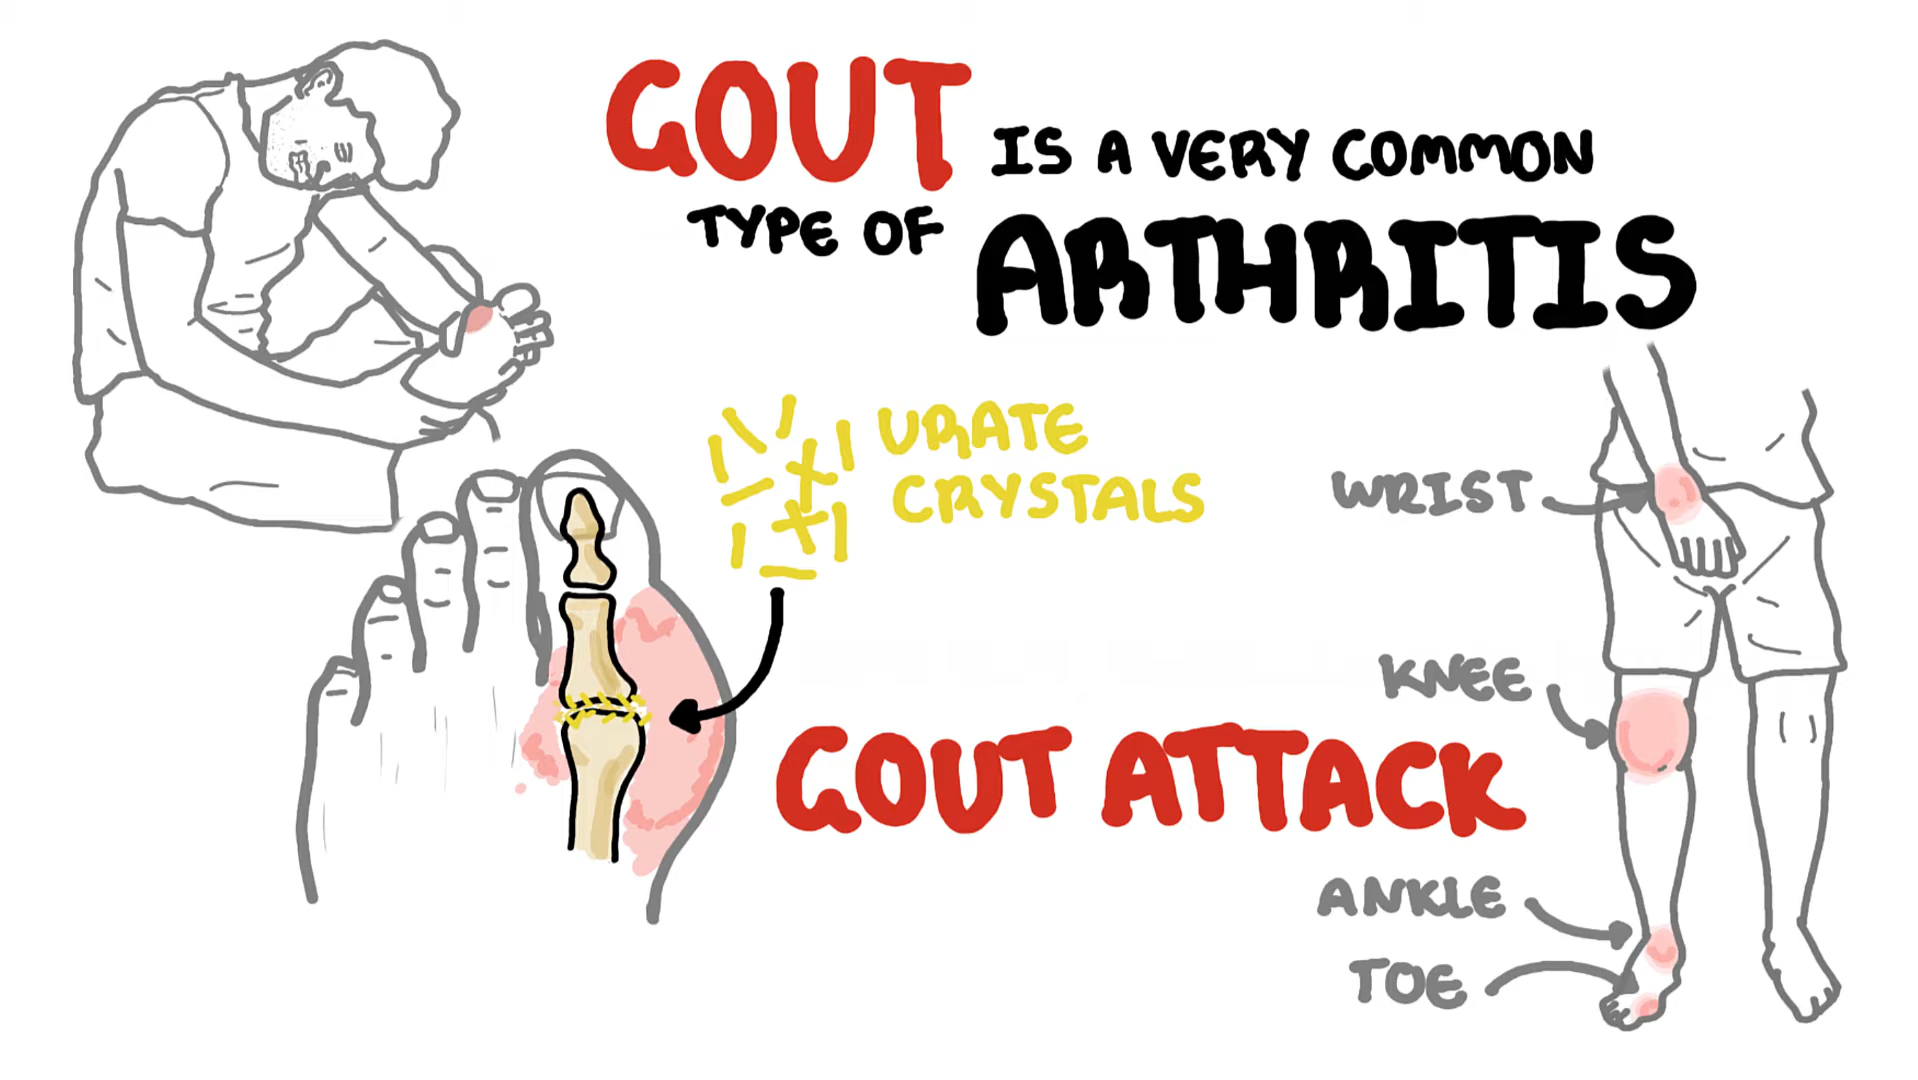 GOUT IS A VERY COMMON
TYPE OF ARTHRITIS
URATE
CRYSTALS
WRIST
KNEE
GOUT ATTACK
ANKLE
TOE